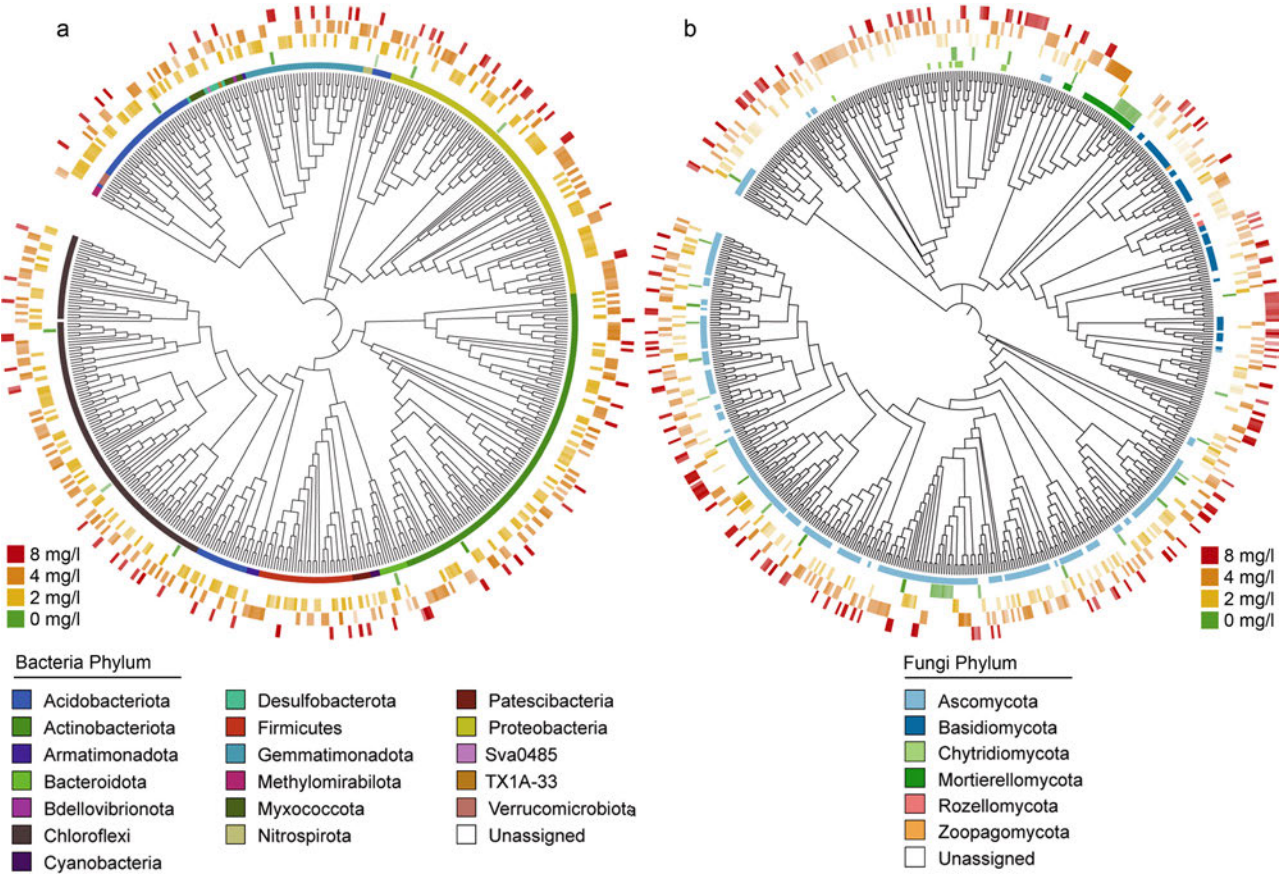 a
b
8 mg/l
4 mg/l
2 mg/l
0 mg/l
8 mg/l
4 mg/l
2 mg/l
0 mg/l
Bacteria Phylum
Acidobacteriota
Actinobacteriota
Armatimonadota
Bacteroidota
Bdellovibrionota
Chloroflexi
Cyanobacteria
Desulfobacterota
Firmicutes
Gemmatimonadota
Methylomirabilota
Myxococcota
Nitrospirota
Patescibacteria
Proteobacteria
Sva0485
TX1A-33
Verrucomicrobiota
Unassigned
Fungi Phylum
Ascomycota
Basidiomycota
Chytridiomycota
Mortierellomycota
Rozellomycota
Zoopagomycota
Unassigned